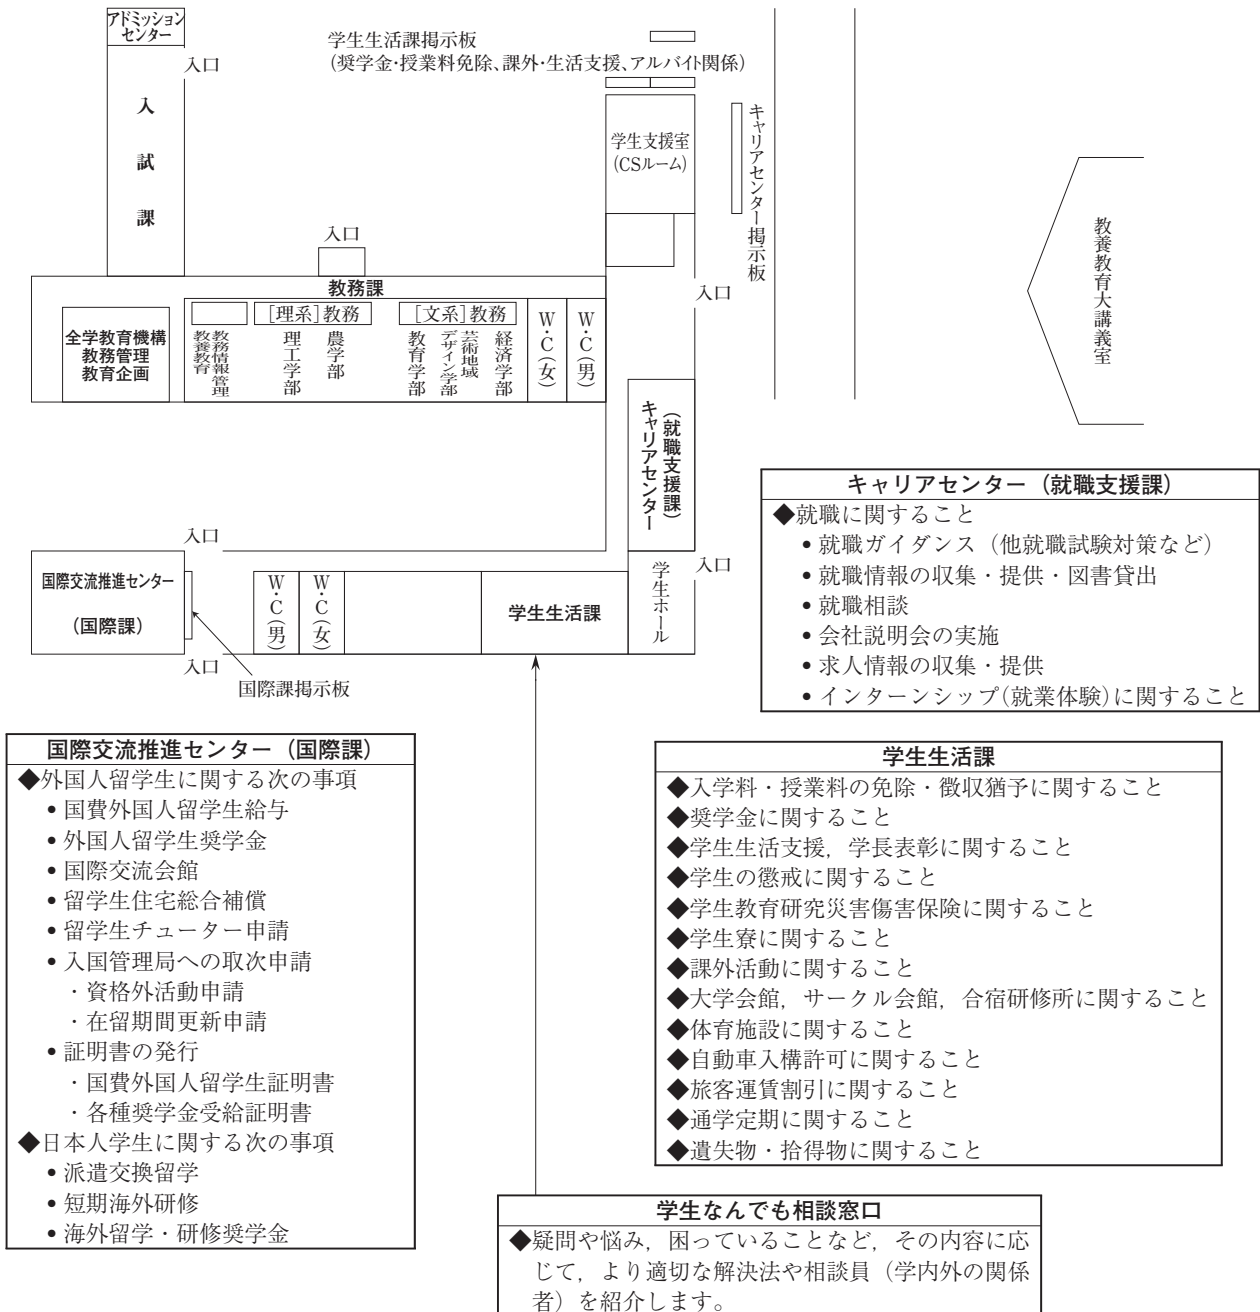 アドミッション
センター
入口
入試課
学生生活課掲示板
(奨学金・授業料免除、課外・生活支援、アルバイト関係)
学生支援室
(CSルーム)
キャリアセンター掲示板
教養教育大講義室
入口
入口
教務課
[理系]教務
[文系]教務
全学教育機構
教務管理
教育企画
教務情報管理
教養教育
理工学部
農学部
教育学部
芸術地域
デザイン学部
経済学部
W・C(女)
W・C(男)
(就職支援課)
キャリアセンター
入口
入口
国際交流推進センター
(国際課)
W・C(男)
W・C(女)
学生生活課
学生ホール
入口
国際課掲示板
キャリアセンター(就職支援課)
◆就職に関すること
•就職ガイダンス(他就職試験対策など)
•就職情報の収集・提供・図書貸出
•就職相談
•会社説明会の実施
•求人情報の収集・提供
•インターンシップ(就業体験)に関すること
国際交流推進センター(国際課)
◆外国人留学生に関する次の事項
•国費外国人留学生給与
•外国人留学生奨学金
•国際交流会館
•留学生住宅総合補償
•留学生チューター申請
•入国管理局への取次申請
・資格外活動申請
・在留期間更新申請
•証明書の発行
・国費外国人留学生証明書
・各種奨学金受給証明書
◆日本人学生に関する次の事項
•派遣交換留学
•短期海外研修
•海外留学・研修奨学金
学生生活課
◆入学料・授業料の免除・徴収猶予に関すること
◆奨学金に関すること
◆学生生活支援，学長表彰に関すること
◆学生の懲戒に関すること
◆学生教育研究災害傷害保険に関すること
◆学生寮に関すること
◆課外活動に関すること
◆大学会館，サークル会館，合宿研修所に関すること
◆体育施設に関すること
◆自動車入構許可に関すること
◆旅客運賃割引に関すること
◆通学定期に関すること
◆遺失物・拾得物に関すること
学生なんでも相談窓口
◆疑問や悩み，困っていることなど，その内容に応
じて，より適切な解決法や相談員（学内外の関係
者）を紹介します。